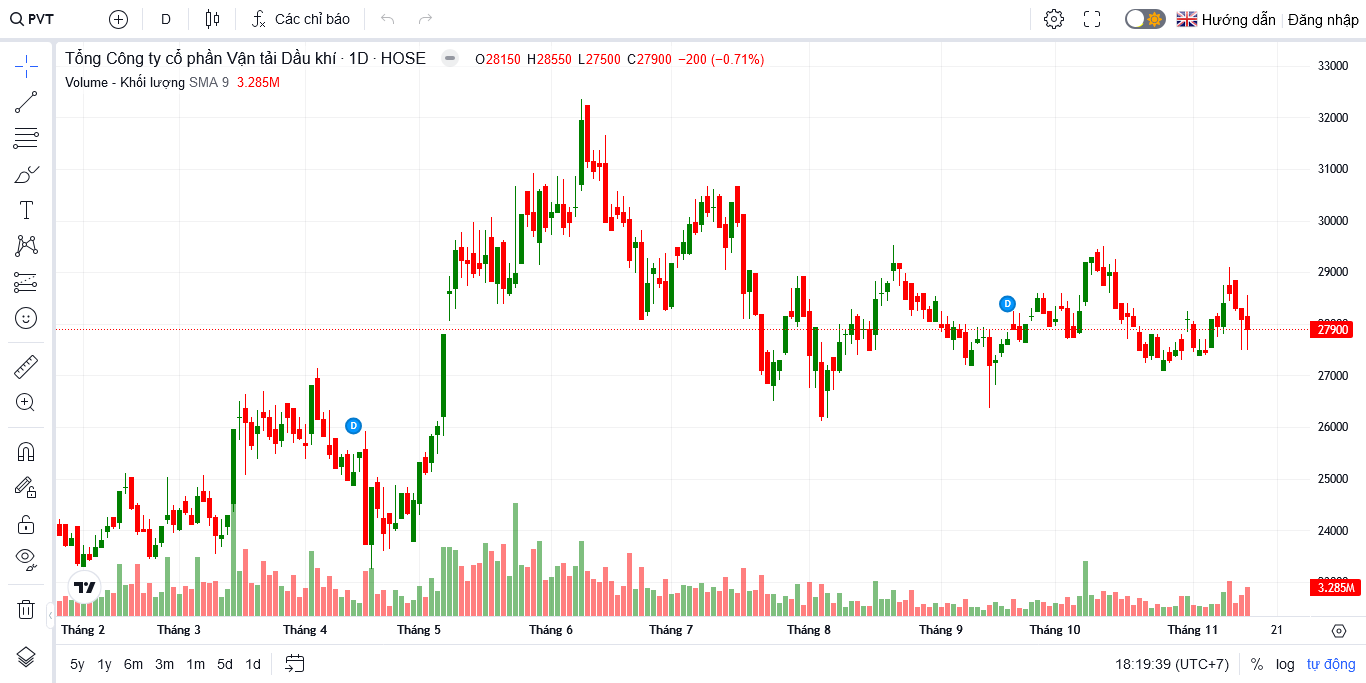 PVT D Các chỉ báo Hướng dẫn Đăng nhập
Tổng Công ty cổ phần Vận tải Dầu khí · 1D · HOSE O28150 H28550 L27500 C27900 −200 (−0.71%)
Volume - Khối lượng SMA 9 3.285M
33000
32000
31000
30000
29000
D
D
27900
27000
26000
25000
24000
3.285M
Tháng 2 Tháng 3 Tháng 4 Tháng 5 Tháng 6 Tháng 7 Tháng 8 Tháng 9 Tháng 10 Tháng 11 21
5y 1y 6m 3m 1m 5d 1d 18:19:39 (UTC+7) % log tự động